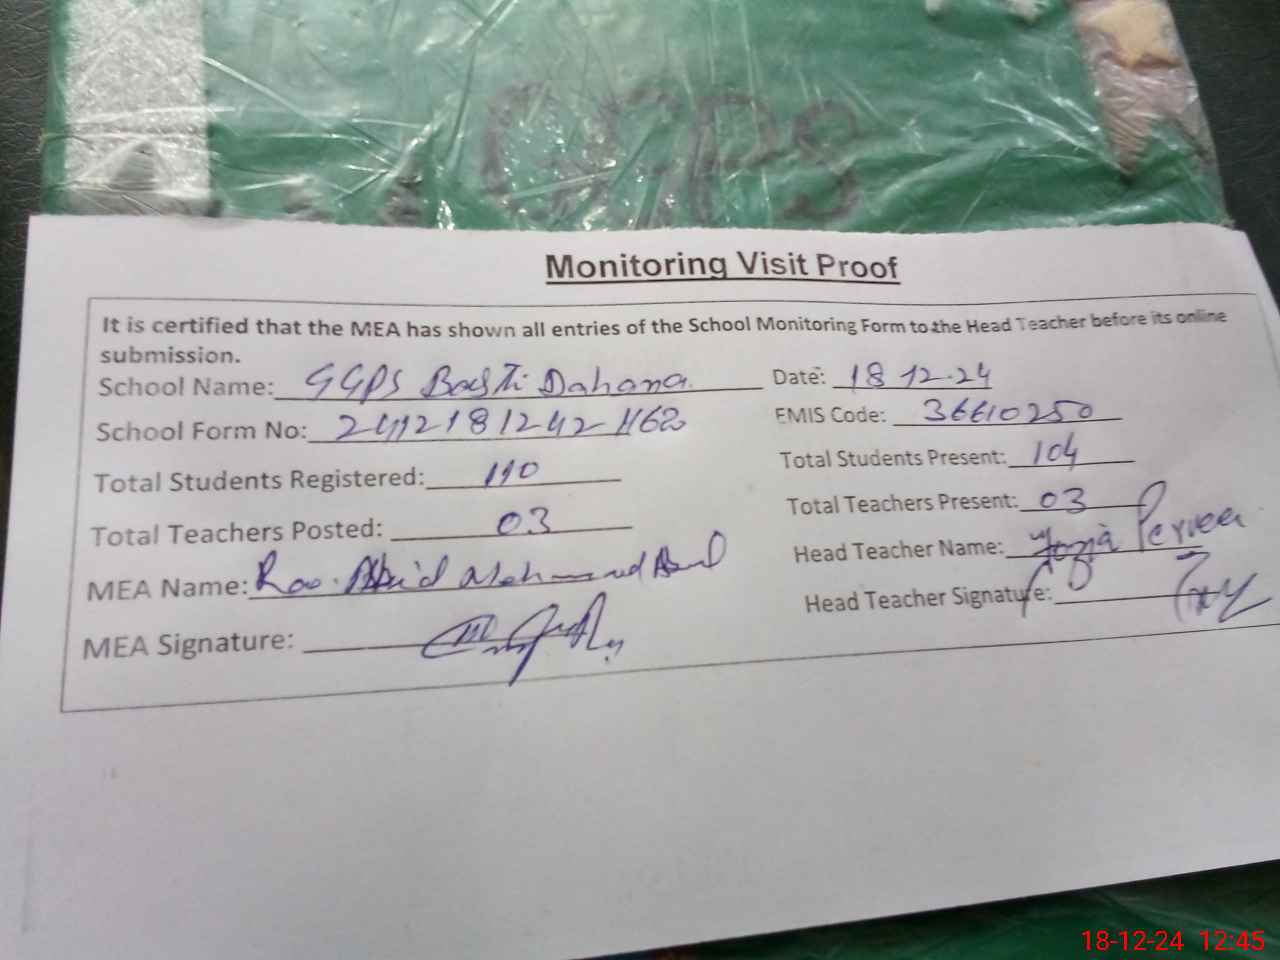 GGPS
Monitoring Visit Proof
It is certified that the MEA has shown all entries of the School Monitoring Form to the Head Teacher before its online
submission.
School Name: GGPS Basti Dahana Date: 18 12-24
School Form No: EMIS Code: 36610250
Total Students Registered: 110 Total Students Present: 104
Total Teachers Posted: 03 Total Teachers Present: 03
MEA Name: Rao Head Teacher Name: Perveen
MEA Signature: Head Teacher Signature:
18-12-24 12:45